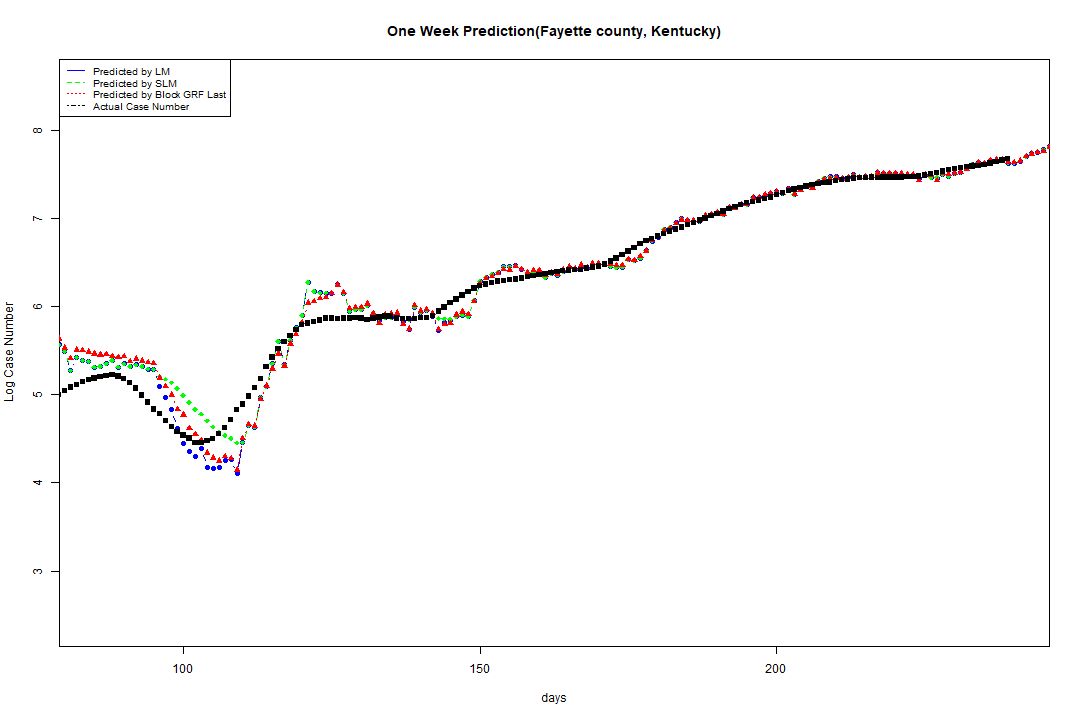 One Week Prediction(Fayette county, Kentucky)
Predicted by LM
Predicted by SLM
Predicted by Block GRF Last
Actual Case Number
8
7
6
5
4
3
Log Case Number
100 150 200
days